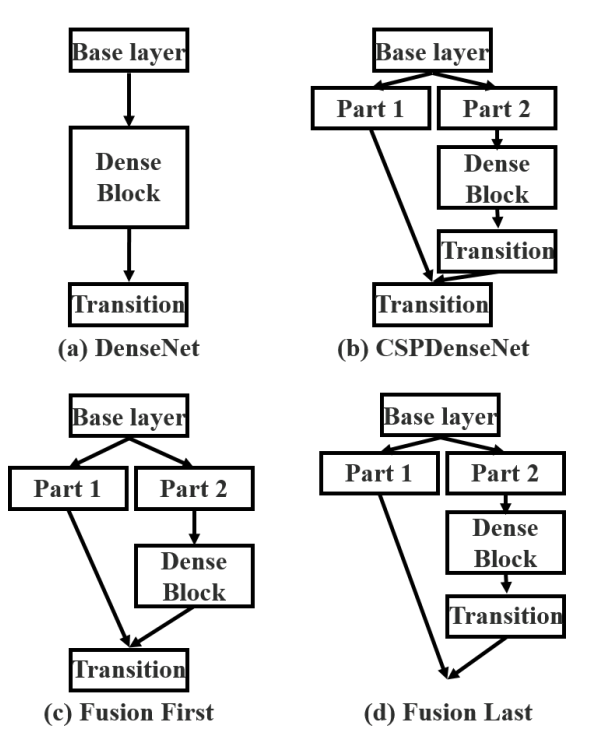 Base layer
Dense
Block
Transition
(a) DenseNet
Base layer
Part 1
Part 2
Dense
Block
Transition
Transition
(b) CSPDenseNet
Base layer
Part 1
Part 2
Dense
Block
Transition
(c) Fusion First
Base layer
Part 1
Part 2
Dense
Block
Transition
(d) Fusion Last